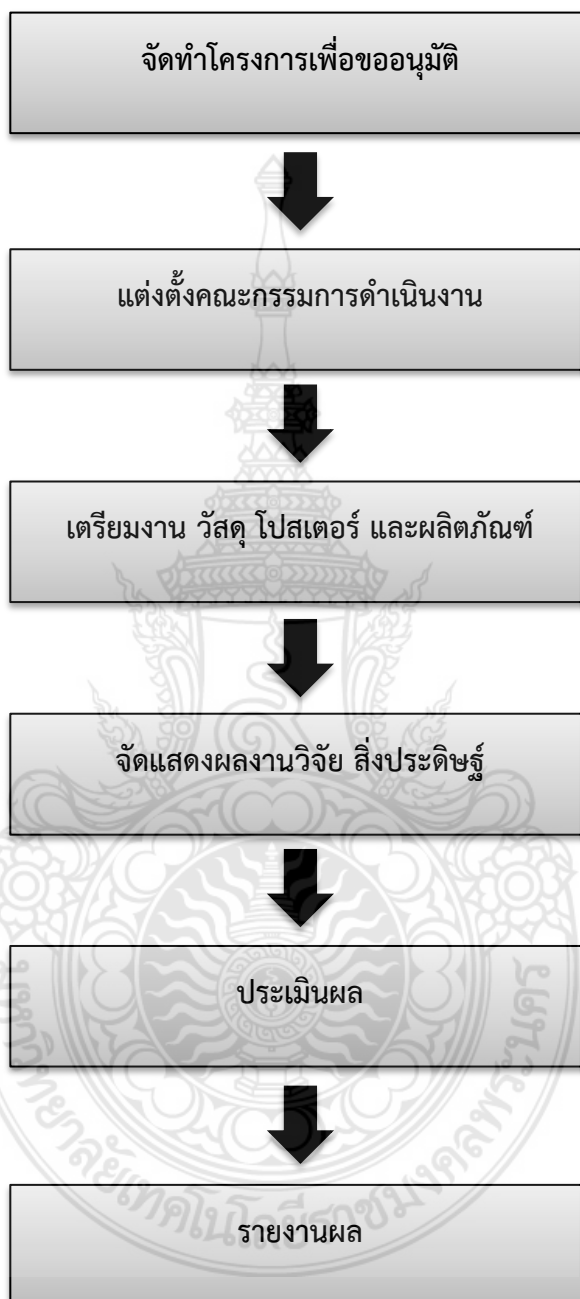 จัดทำโครงการเพื่อขออนุมัติ
แต่งตั้งคณะกรรมการดำเนินงาน
เตรียมงาน วัสดุ โปสเตอร์ และผลิตภัณฑ์
จัดแสดงผลงานวิจัย สิ่งประดิษฐ์
ประเมินผล
รายงานผล